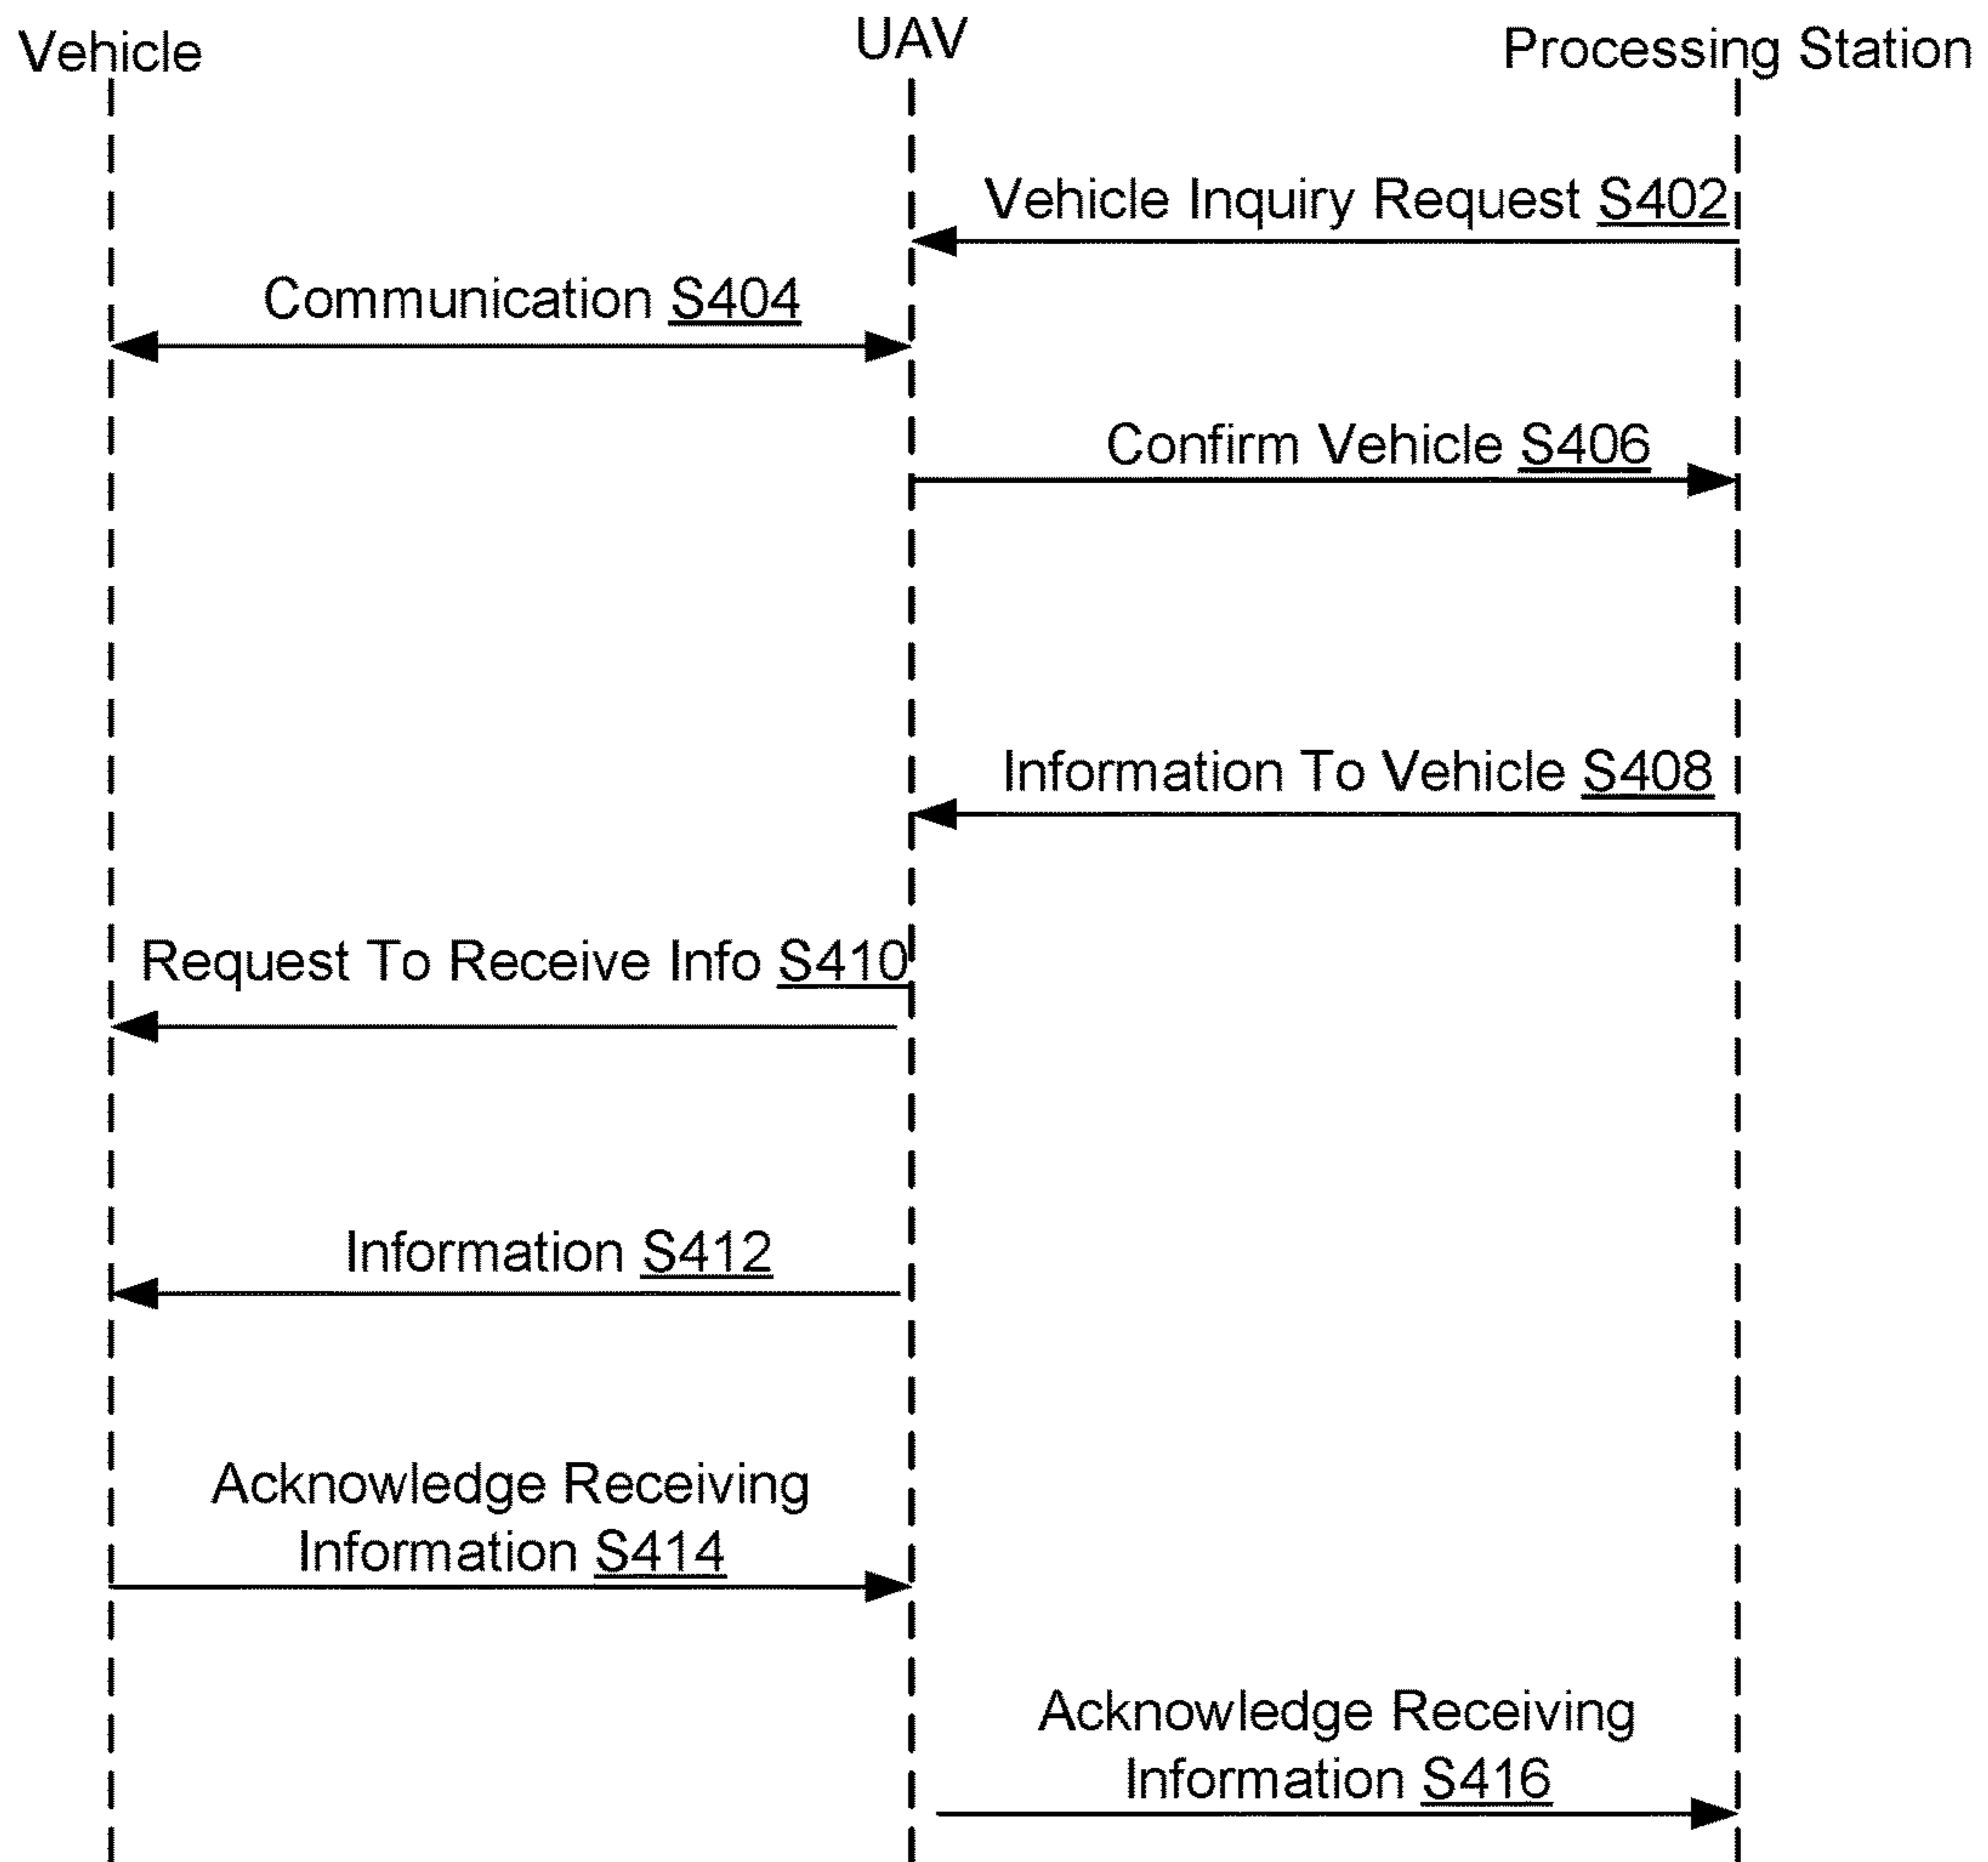 Vehicle
UAV
Processing Station
Vehicle Inquiry Request S402
Communication S404
Confirm Vehicle S406
Information To Vehicle S408
Request To Receive Info S410
Information S412
Acknowledge Receiving
Information S414
Acknowledge Receiving
Information S416